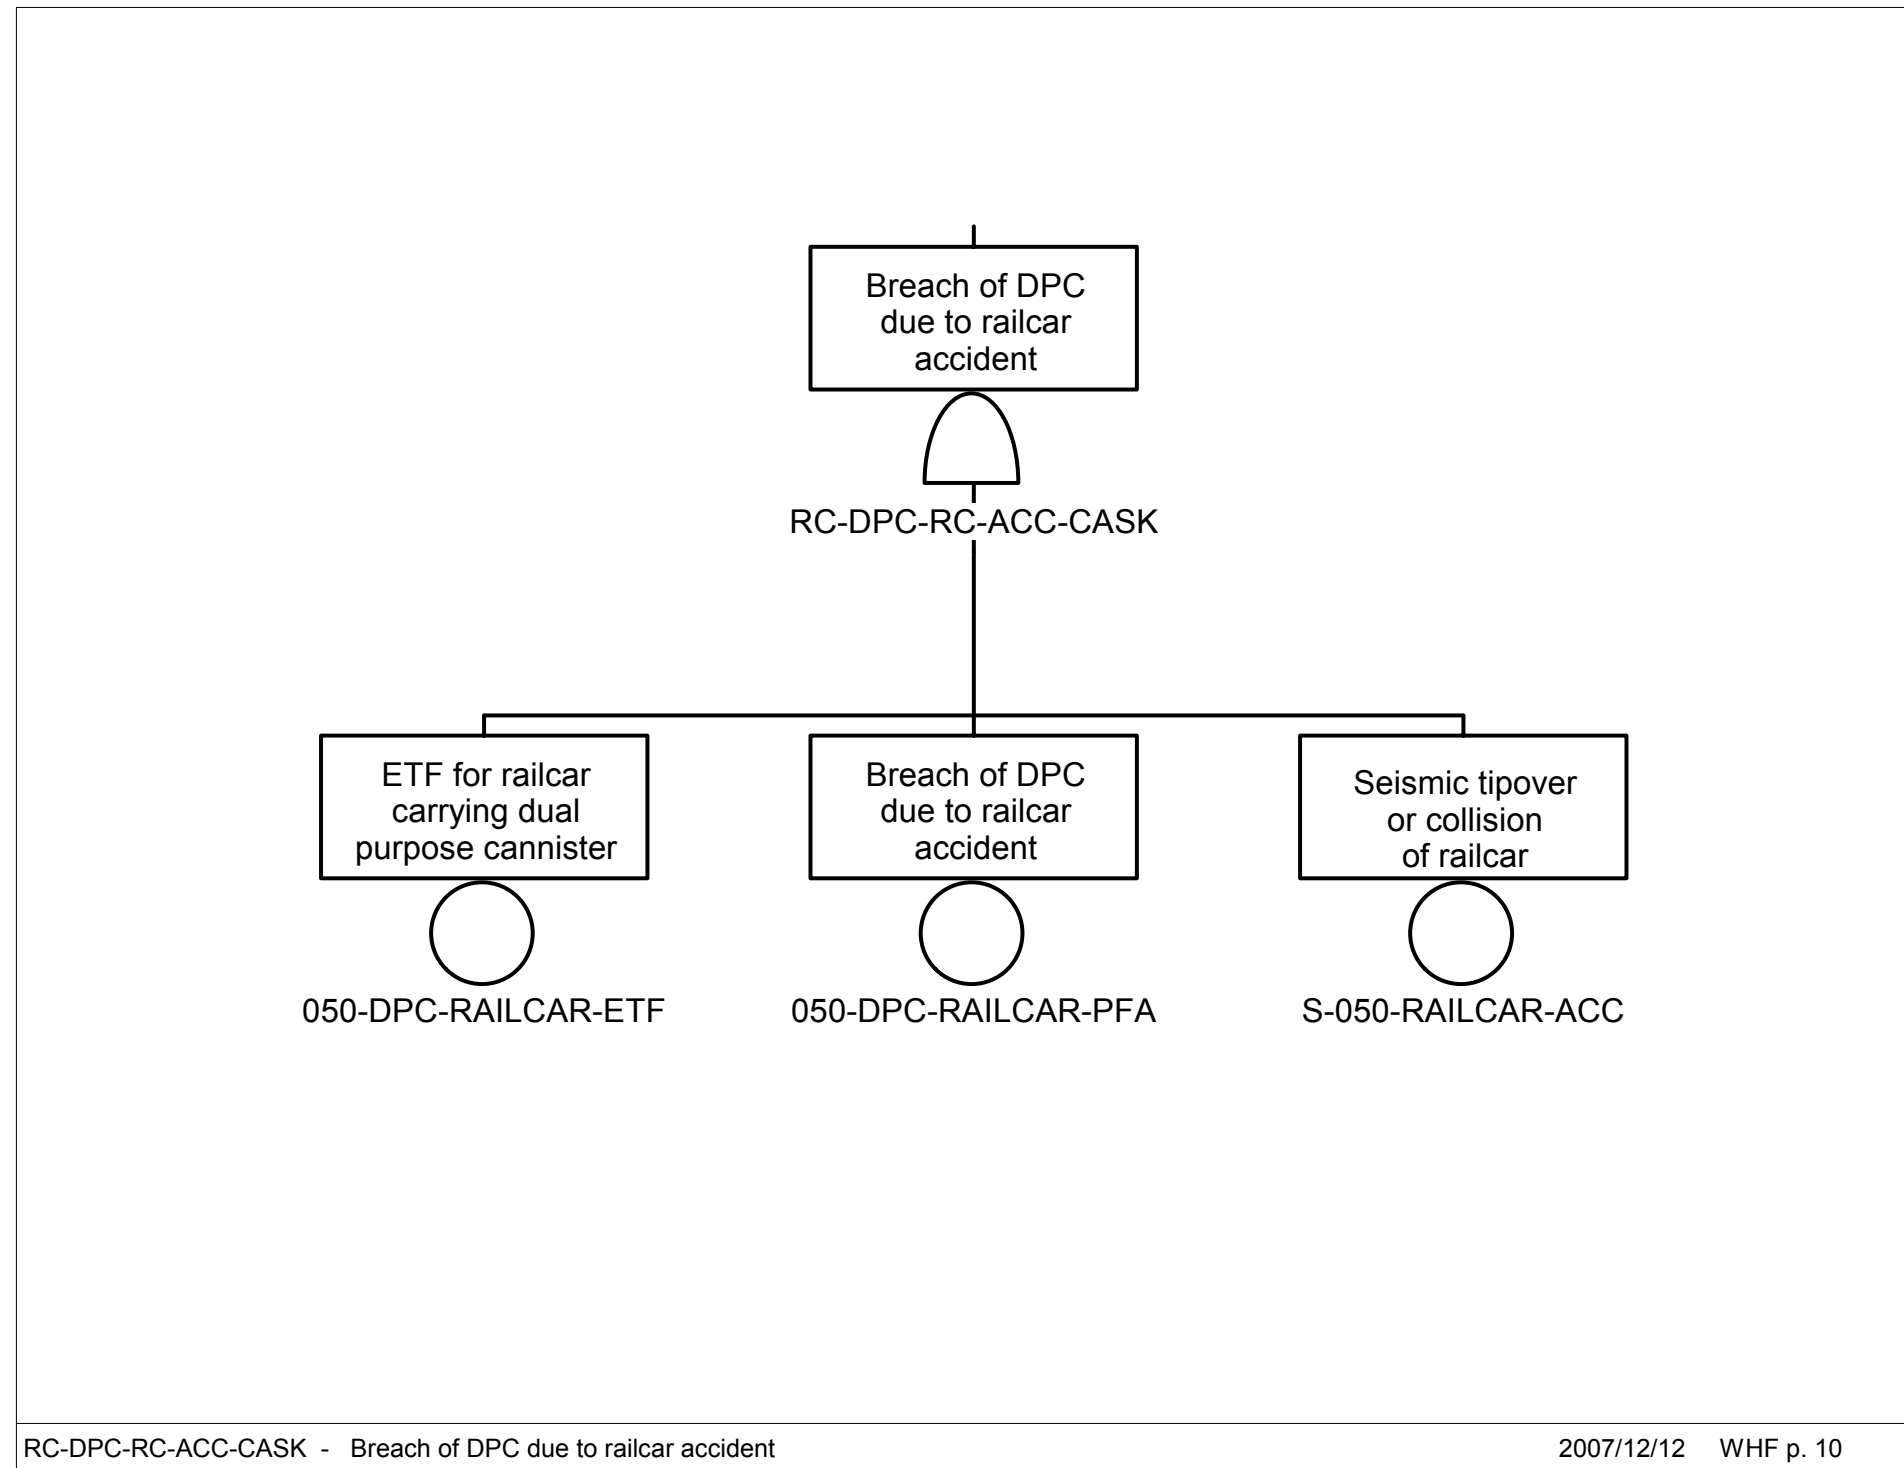 Breach of DPC
due to railcar
accident
RC-DPC-RC-ACC-CASK
ETF for railcar
carrying dual
purpose cannister
050-DPC-RAILCAR-ETF
Breach of DPC
due to railcar
accident
050-DPC-RAILCAR-PFA
Seismic tipover
or collision
of railcar
S-050-RAILCAR-ACC
RC-DPC-RC-ACC-CASK - Breach of DPC due to railcar accident
2007/12/12 WHF p. 10